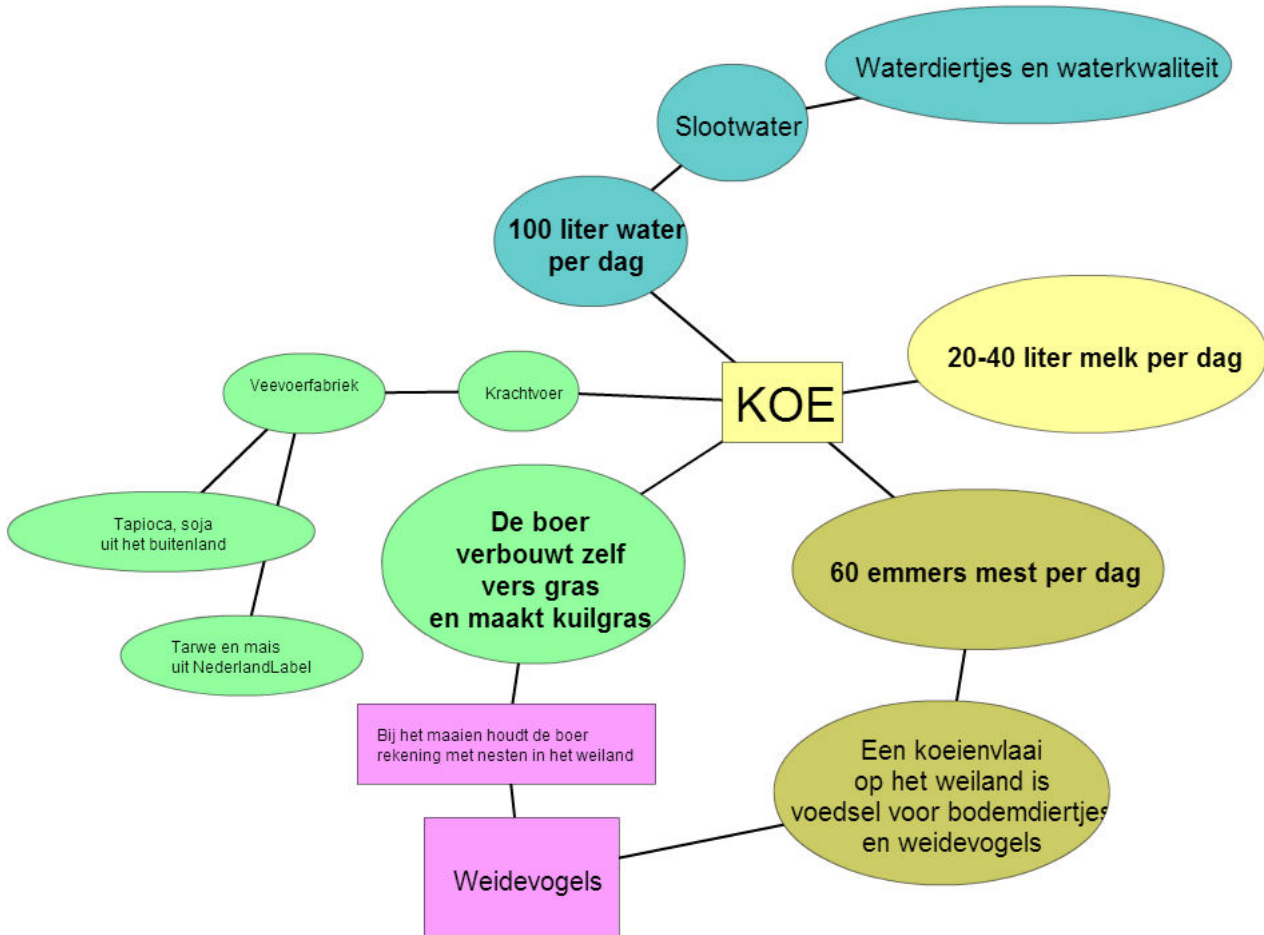 Waterdiertjes en waterkwaliteit
Slootwater
100 liter water
per dag
20-40 liter melk per dag
KOE
Veevoerfabriek
Krachtvoer
Tapioca, soja
uit het buitenland
Tarwe en mais
uit NederlandLabel
De boer
verbouwt zelf
vers gras
en maakt kuilgras
60 emmers mest per dag
Bij het maaien houdt de boer
rekening met nesten in het weiland
Een koeienvlaai
op het weiland is
voedsel voor bodemdiertjes
en weidevogels
Weidevogels